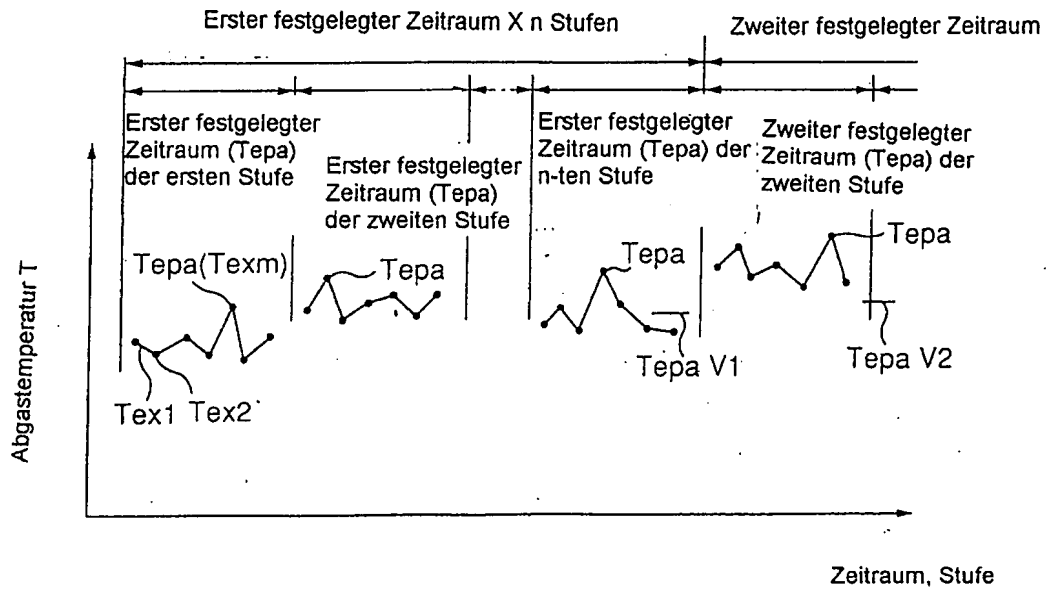 Erster festgelegter Zeitraum X n Stufen
Zweiter festgelegter Zeitraum
Erster festgelegter
Zeitraum (Tepa)
der ersten Stufe
Erster festgelegter
Zeitraum (Tepa)
der zweiten Stufe
Erster festgelegter
Zeitraum (Tepa) der
n-ten Stufe
Zweiter festgelegter
Zeitraum (Tepa) der
zweiten Stufe
Tepa(Texm)
Tepa
Tepa
Tepa
Tex1
Tex2
Tepa V1
Tepa V2
Abgastemperatur T
Zeitraum, Stufe